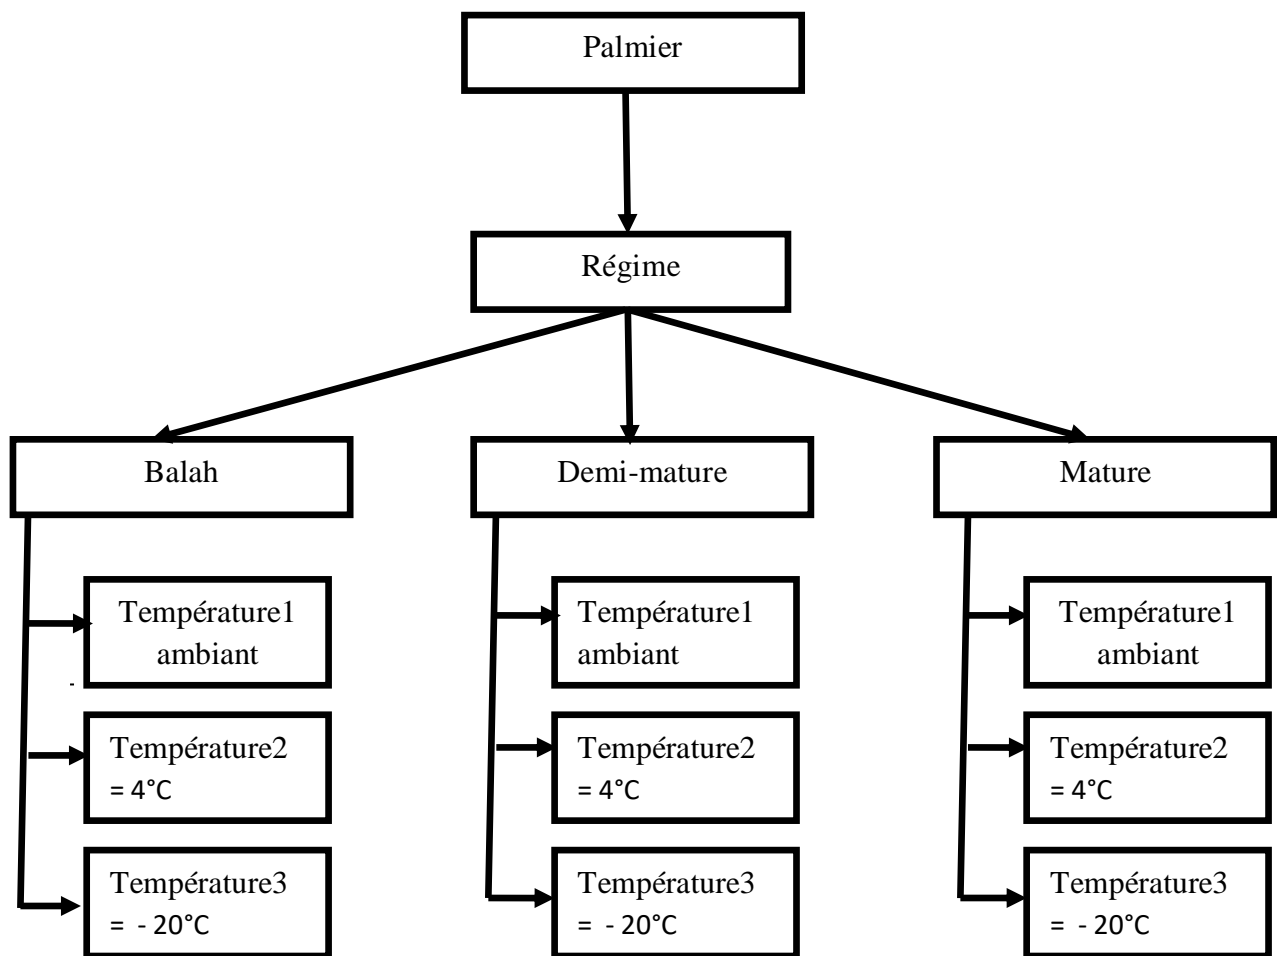 Palmier
Régime
Balah
Demi-mature
Mature
Température1
ambiant
Température1
ambiant
Température1
ambiant
-
Température2
= 4°C
Température2
= 4°C
Température2
= 4°C
Température3
= - 20°C
Température3
= - 20°C
Température3
= - 20°C